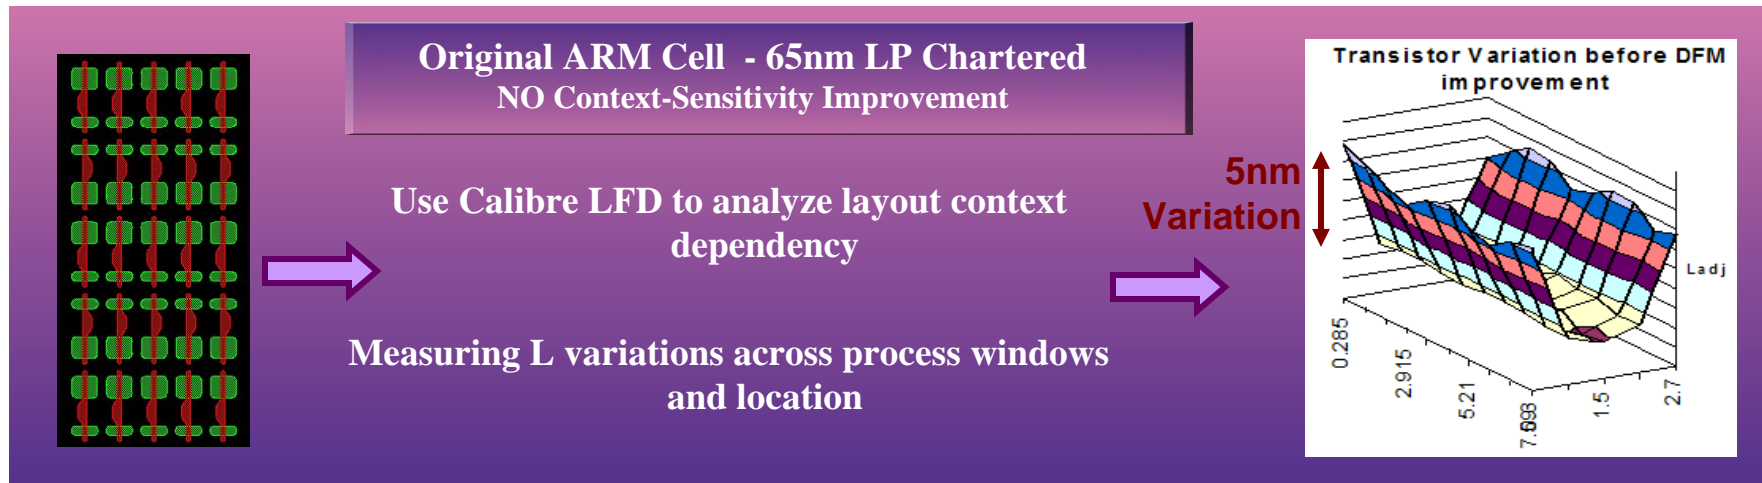 Original ARM Cell - 65nm LP Chartered
NO Context-Sensitivity Improvement
Use Calibre LFD to analyze layout context
dependency
Measuring L variations across process windows
and location
5nm
Variation
Transistor Variation before DFM
improvement
Ladj
0.285
2.915
5.21
1.5
2.7